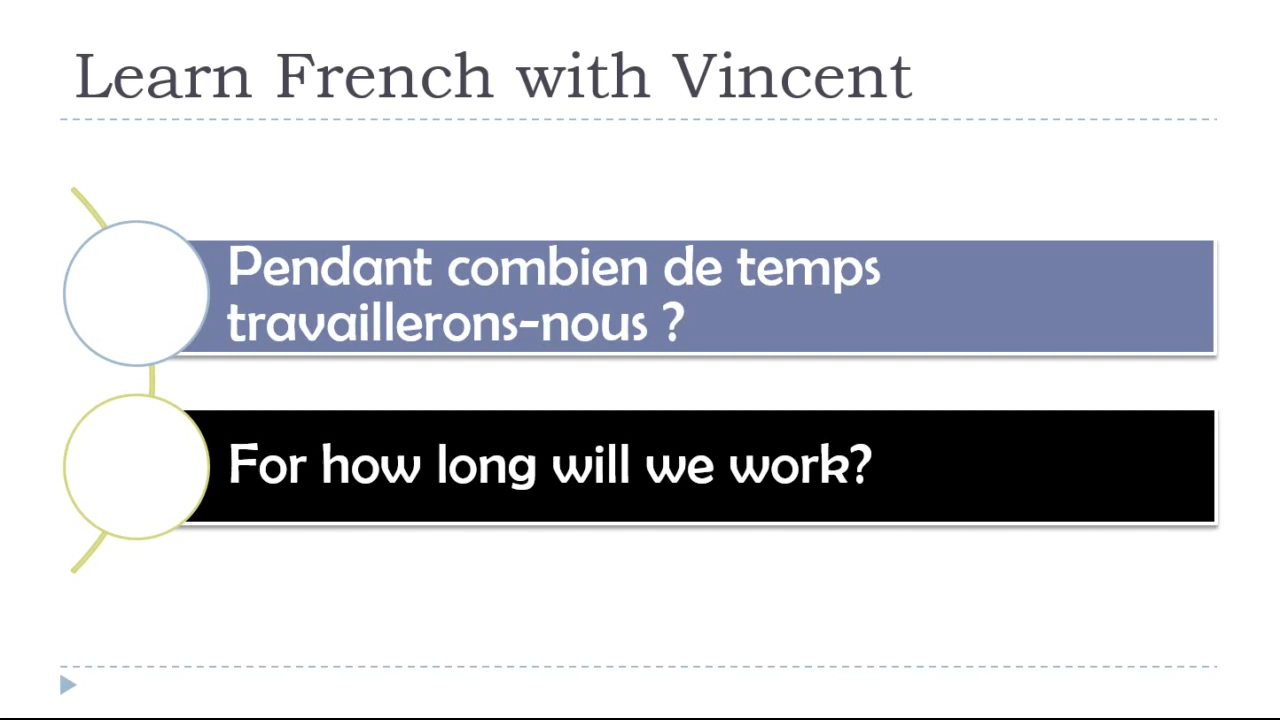 Learn French with Vincent
Pendant combien de temps
travaillerons-nous ?
For how long will we work?